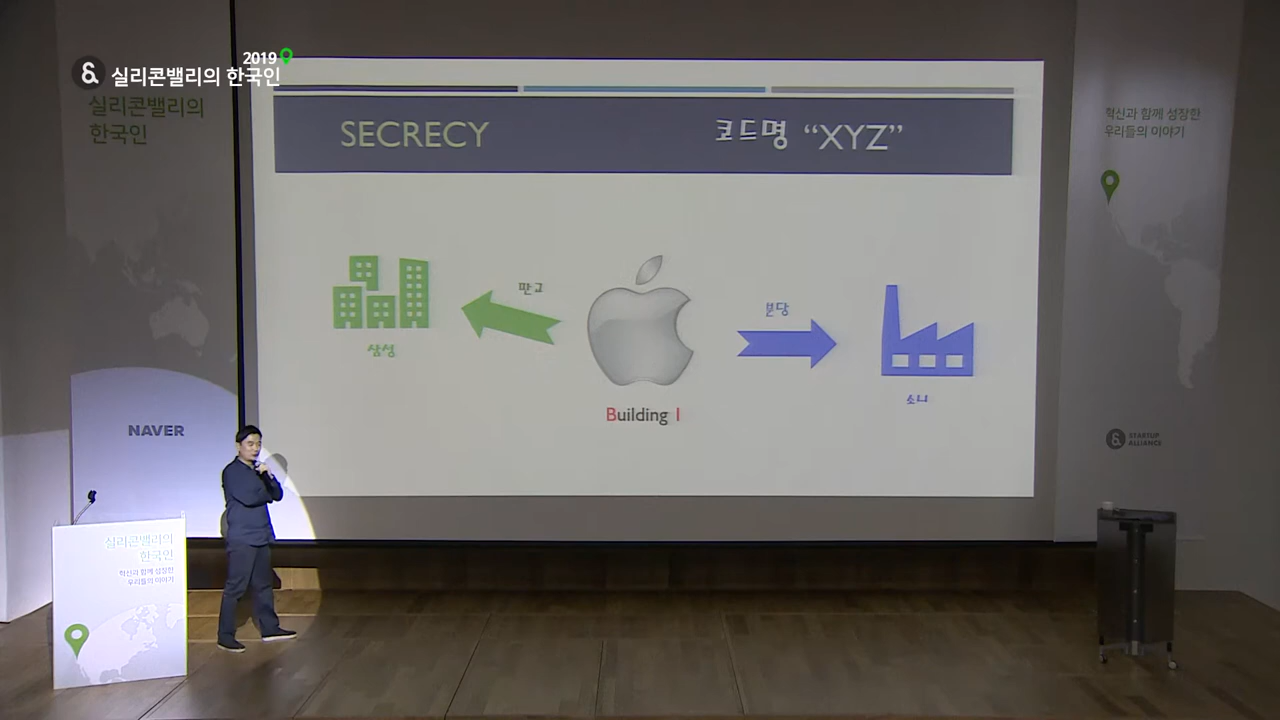 2019
실리콘밸리의 한국인
실리콘밸리의
한국인
SECRECY
코드명 “XYZ”
혁신과 함께 성장한
우리들의 이야기
판교
분당
삼성
소니
Building 1
NAVER
STARTUP
ALLIANCE
실리콘밸리의
한국인
혁신과 함께 성장한
우리들의 이야기